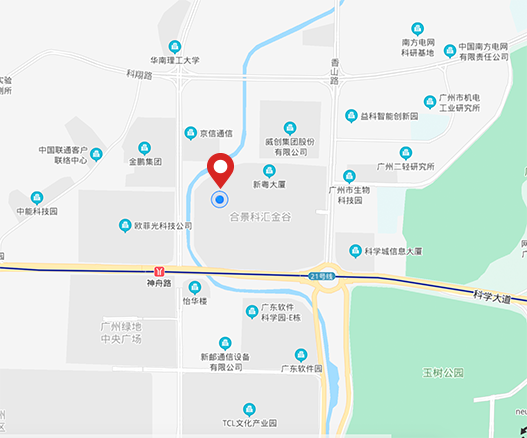 南方电网
科研基地
华南理工大学
中国南方电网
有限责任公司
香山路
科翔路
实验
测所
广州市机电
工业研究所
益科智能创新园
京信通信
威创集团股份
有限公司
中国联通客户
联络中心
金鹏集团
广州二轻研究所
新粤大厦
广州市生物
科技园
中能科技园
合景科汇金谷
欧菲光科技公司
科学城信息大厦
园
21号线
神舟路
科学大道
怡华楼
广东软件
科学园-E栋
广州绿地
中央广场
新邮通信设备
有限公司
广东软件园
玉树公园
TCL文化产业园
州
区
neu